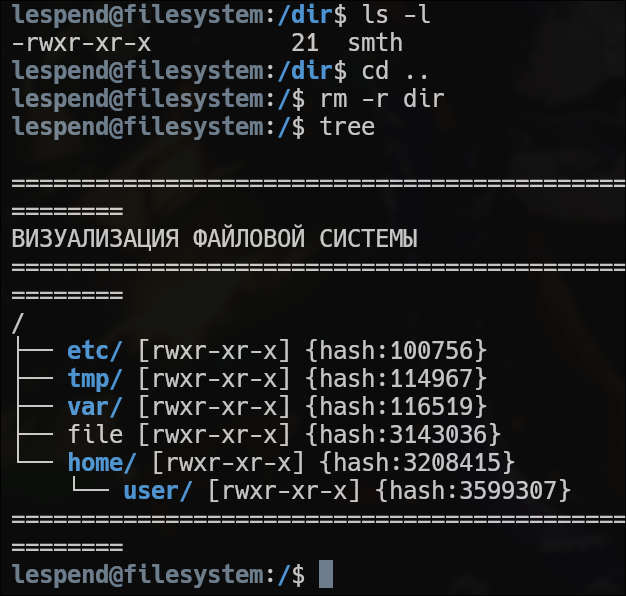 lespend@filesystem:/dir$ ls -l
-rwxr-xr-x          21  smth
lespend@filesystem:/dir$ cd ..
lespend@filesystem:/$ rm -r dir
lespend@filesystem:/$ tree

============================================
========
ВИЗУАЛИЗАЦИЯ ФАЙЛОВОЙ СИСТЕМЫ
============================================
========
/
├── etc/ [rwxr-xr-x] {hash:100756}
├── tmp/ [rwxr-xr-x] {hash:114967}
├── var/ [rwxr-xr-x] {hash:116519}
├── file [rwxr-xr-x] {hash:3143036}
└── home/ [rwxr-xr-x] {hash:3208415}
    └── user/ [rwxr-xr-x] {hash:3599307}
============================================
========
lespend@filesystem:/$